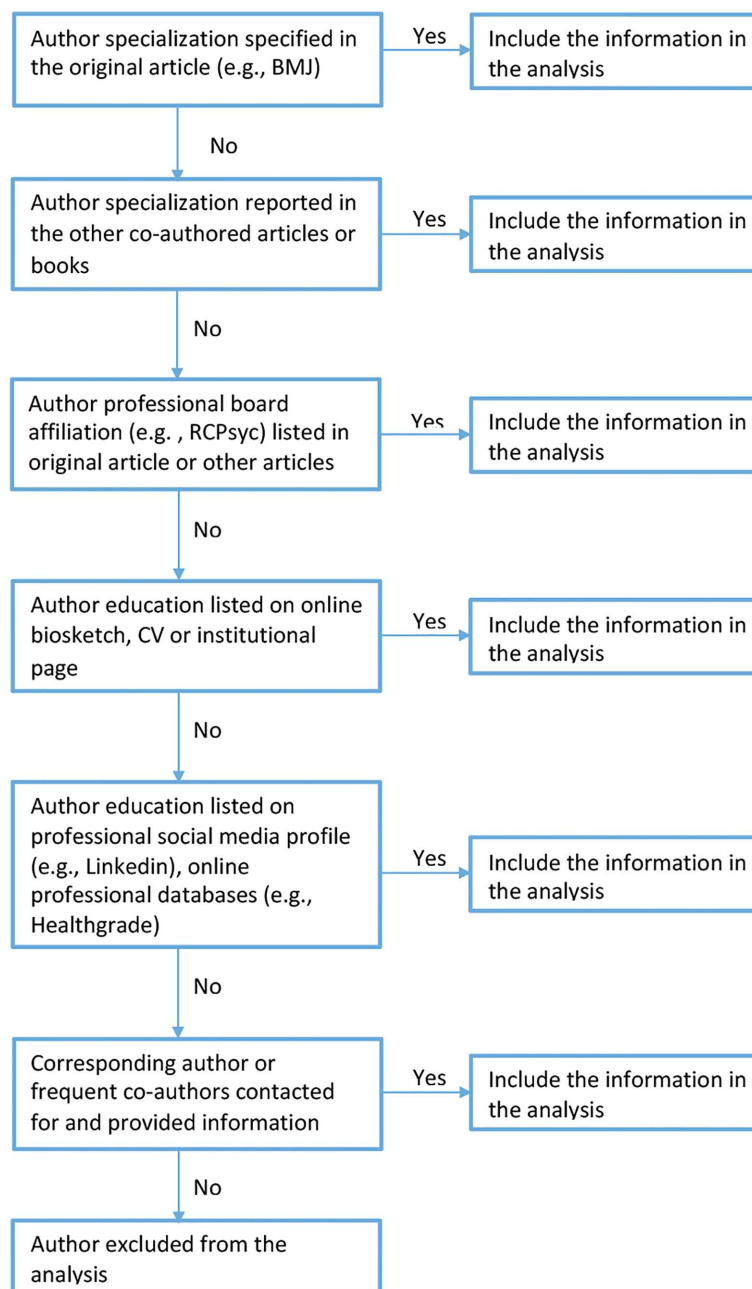 Author specialization specified in
the original article (e.g., BMJ)
Yes
Include the information in
the analysis
No
Author specialization reported in
the other co-authored articles or
books
Yes
Include the information in
the analysis
No
Author professional board
affiliation (e.g. , RCPsyc) listed in
original article or other articles
Yes
Include the information in
the analysis
No
Author education listed on online
biosketch, CV or institutional
page
Yes
Include the information in
the analysis
No
Author education listed on
professional social media profile
(e.g., Linkedin), online
professional databases (e.g.,
Healthgrade)
Yes
Include the information in
the analysis
No
Corresponding author or
frequent co-authors contacted
for and provided information
Yes
Include the information in
the analysis
No
Author excluded from the
analysis